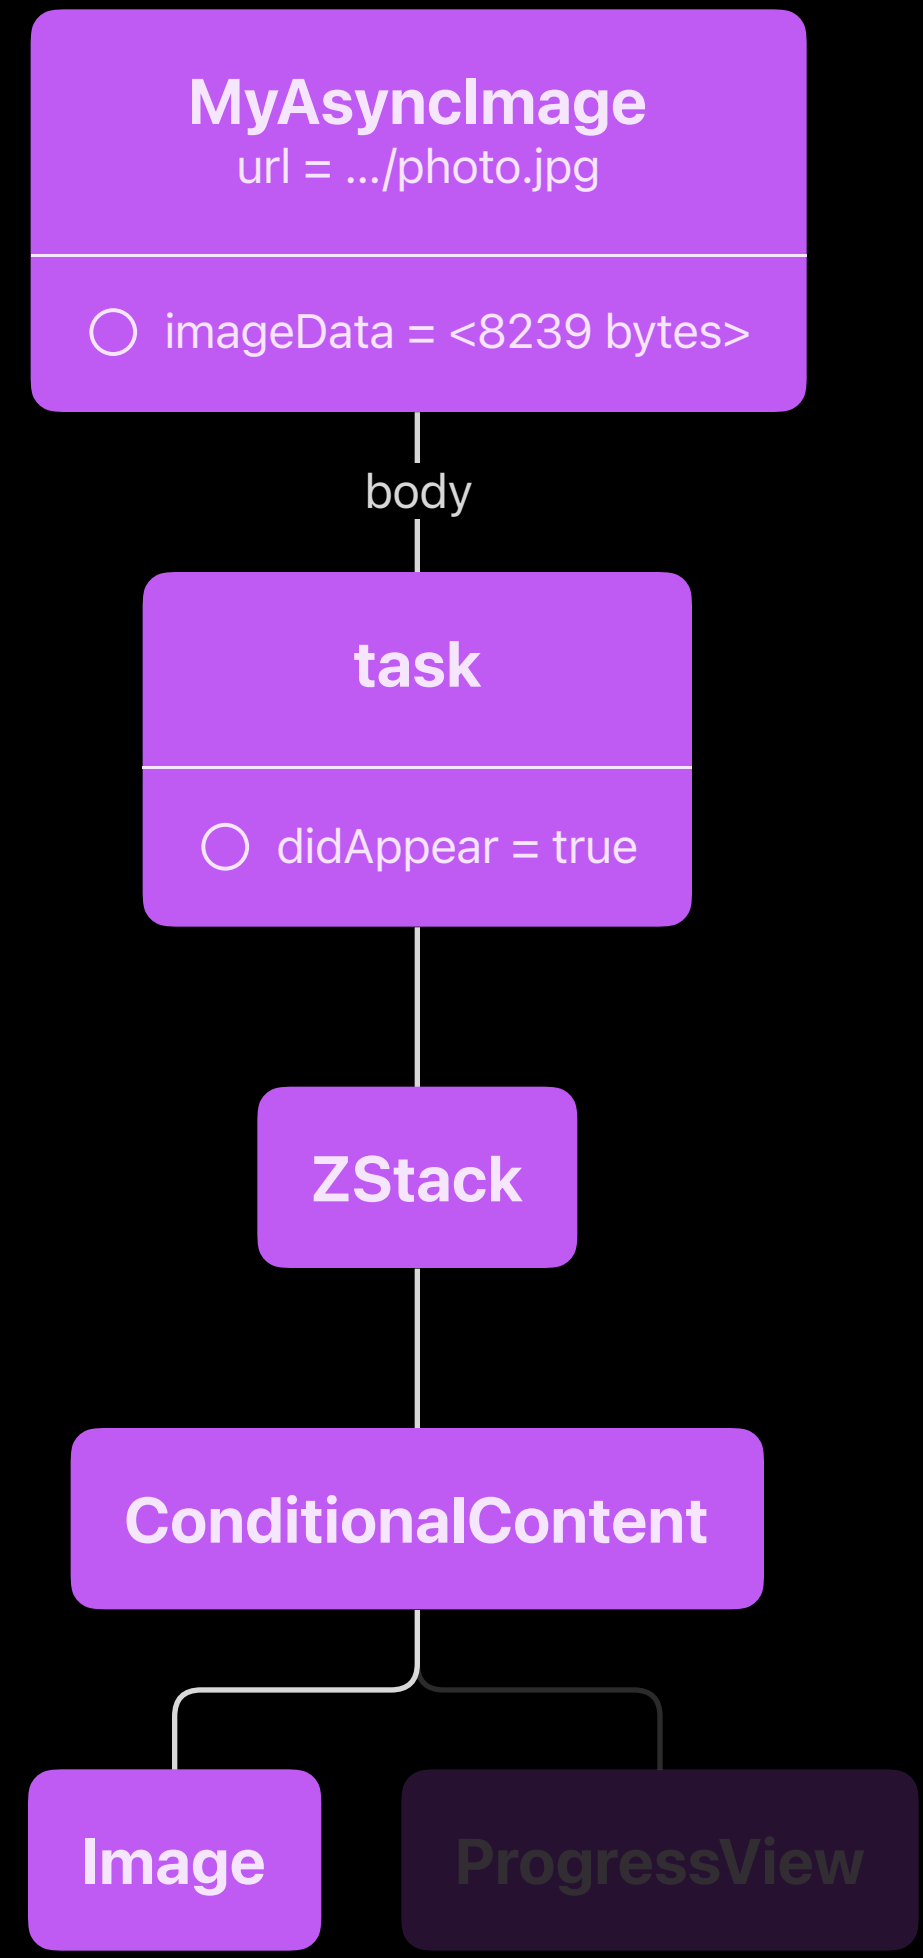 MyAsyncImage
url = .../photo.jpg
imageData = <8239 bytes>
body
task
didAppear = true
ZStack
ConditionalContent
Image
ProgressView